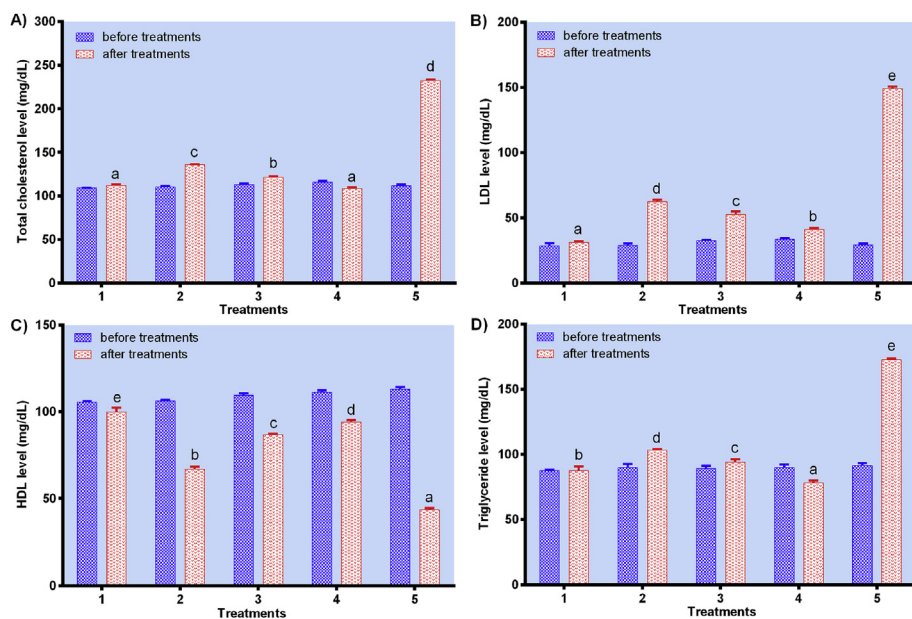 A)
300
250
200
150
100
50
0
Total cholesterol level (mg/dL)
before treatments
after treatments
a
c
b
a
d
1 2 3 4 5
Treatments
B)
200
150
100
50
0
LDL level (mg/dL)
before treatments
after treatments
a
d
c
b
e
1 2 3 4 5
Treatments
C)
150
100
50
0
HDL level (mg/dL)
before treatments
after treatments
e
b
c
d
a
1 2 3 4 5
Treatments
D)
200
150
100
50
0
Triglyceride level (mg/dL)
before treatments
after treatments
b
d
c
a
e
1 2 3 4 5
Treatments